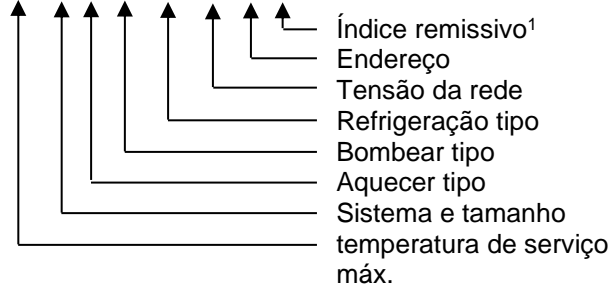 Índice remissivo¹
Endereço
Tensão da rede
Refrigeração tipo
Bombear tipo
Aquecer tipo
Sistema e tamanho
temperatura de serviço
máx.